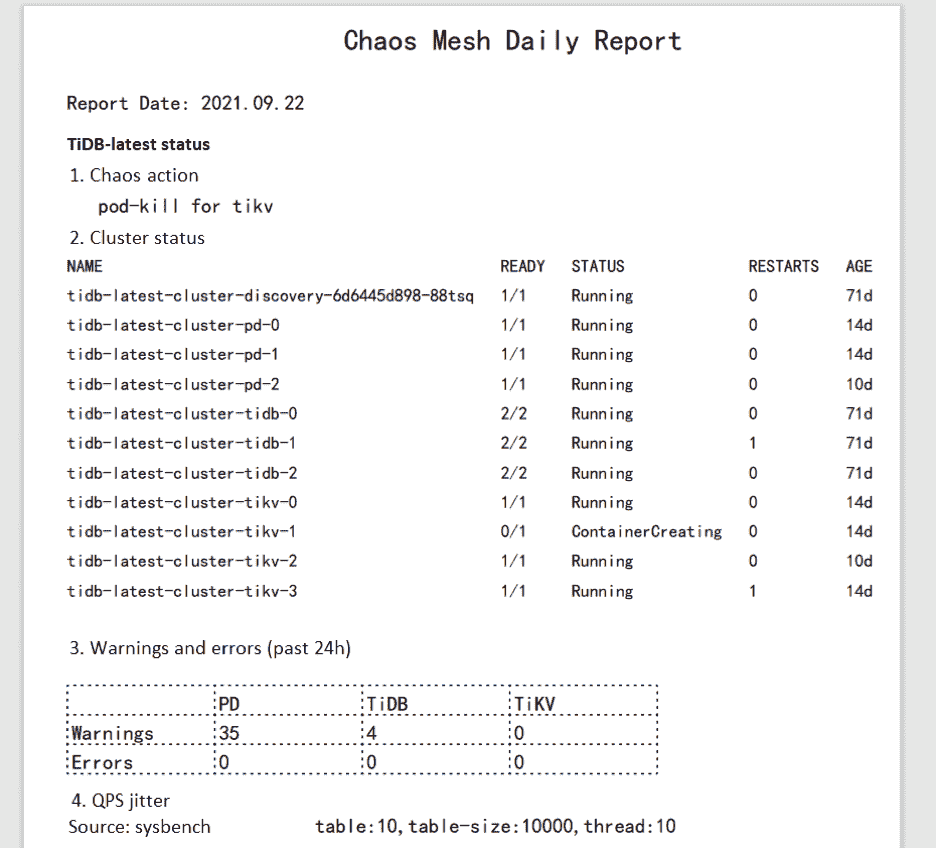 Chaos Mesh Daily Report
Report Date: 2021.09.22
TiDB-latest status
1. Chaos action
pod-kill for tikv
2. Cluster status
NAME READY STATUS RESTARTS AGE
tidb-latest-cluster-discovery-6d6445d898-88tsq 1/1 Running 0 71d
tidb-latest-cluster-pd-0 1/1 Running 0 14d
tidb-latest-cluster-pd-1 1/1 Running 0 14d
tidb-latest-cluster-pd-2 1/1 Running 0 10d
tidb-latest-cluster-tidb-0 2/2 Running 0 71d
tidb-latest-cluster-tidb-1 2/2 Running 1 71d
tidb-latest-cluster-tidb-2 2/2 Running 0 71d
tidb-latest-cluster-tikv-0 1/1 Running 0 14d
tidb-latest-cluster-tikv-1 0/1 ContainerCreating 0 14d
tidb-latest-cluster-tikv-2 1/1 Running 0 10d
tidb-latest-cluster-tikv-3 1/1 Running 1 14d
3. Warnings and errors (past 24h)
PD TiDB TiKV
Warnings 35 4 0
Errors 0 0 0
4. QPS jitter
Source: sysbench table:10,table-size:10000,thread:10